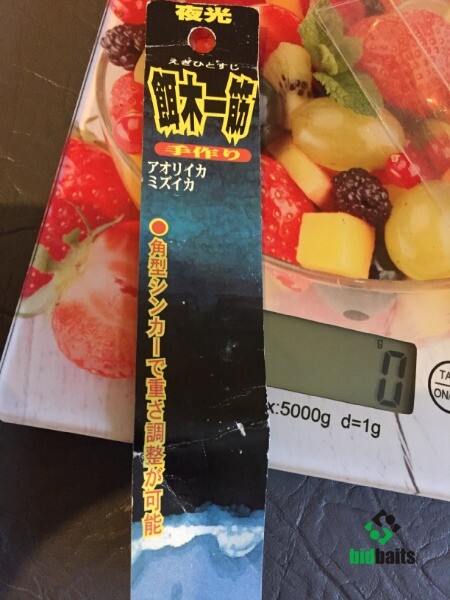 夜光
えぎひとすじ
餌木一筋
手作り
アオリイカ
ミズイカ
●角型シンカーで重さ調整が可能
g
0
x:5000g d=1g
TA
ON/
bidbaits